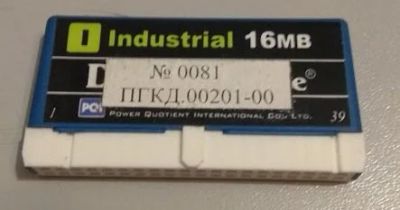 I Industrial 16MB
№ 0081
ПГКД.00201-00
POWER QUOTIENT INTERNATIONAL CO., LTD.
1
39